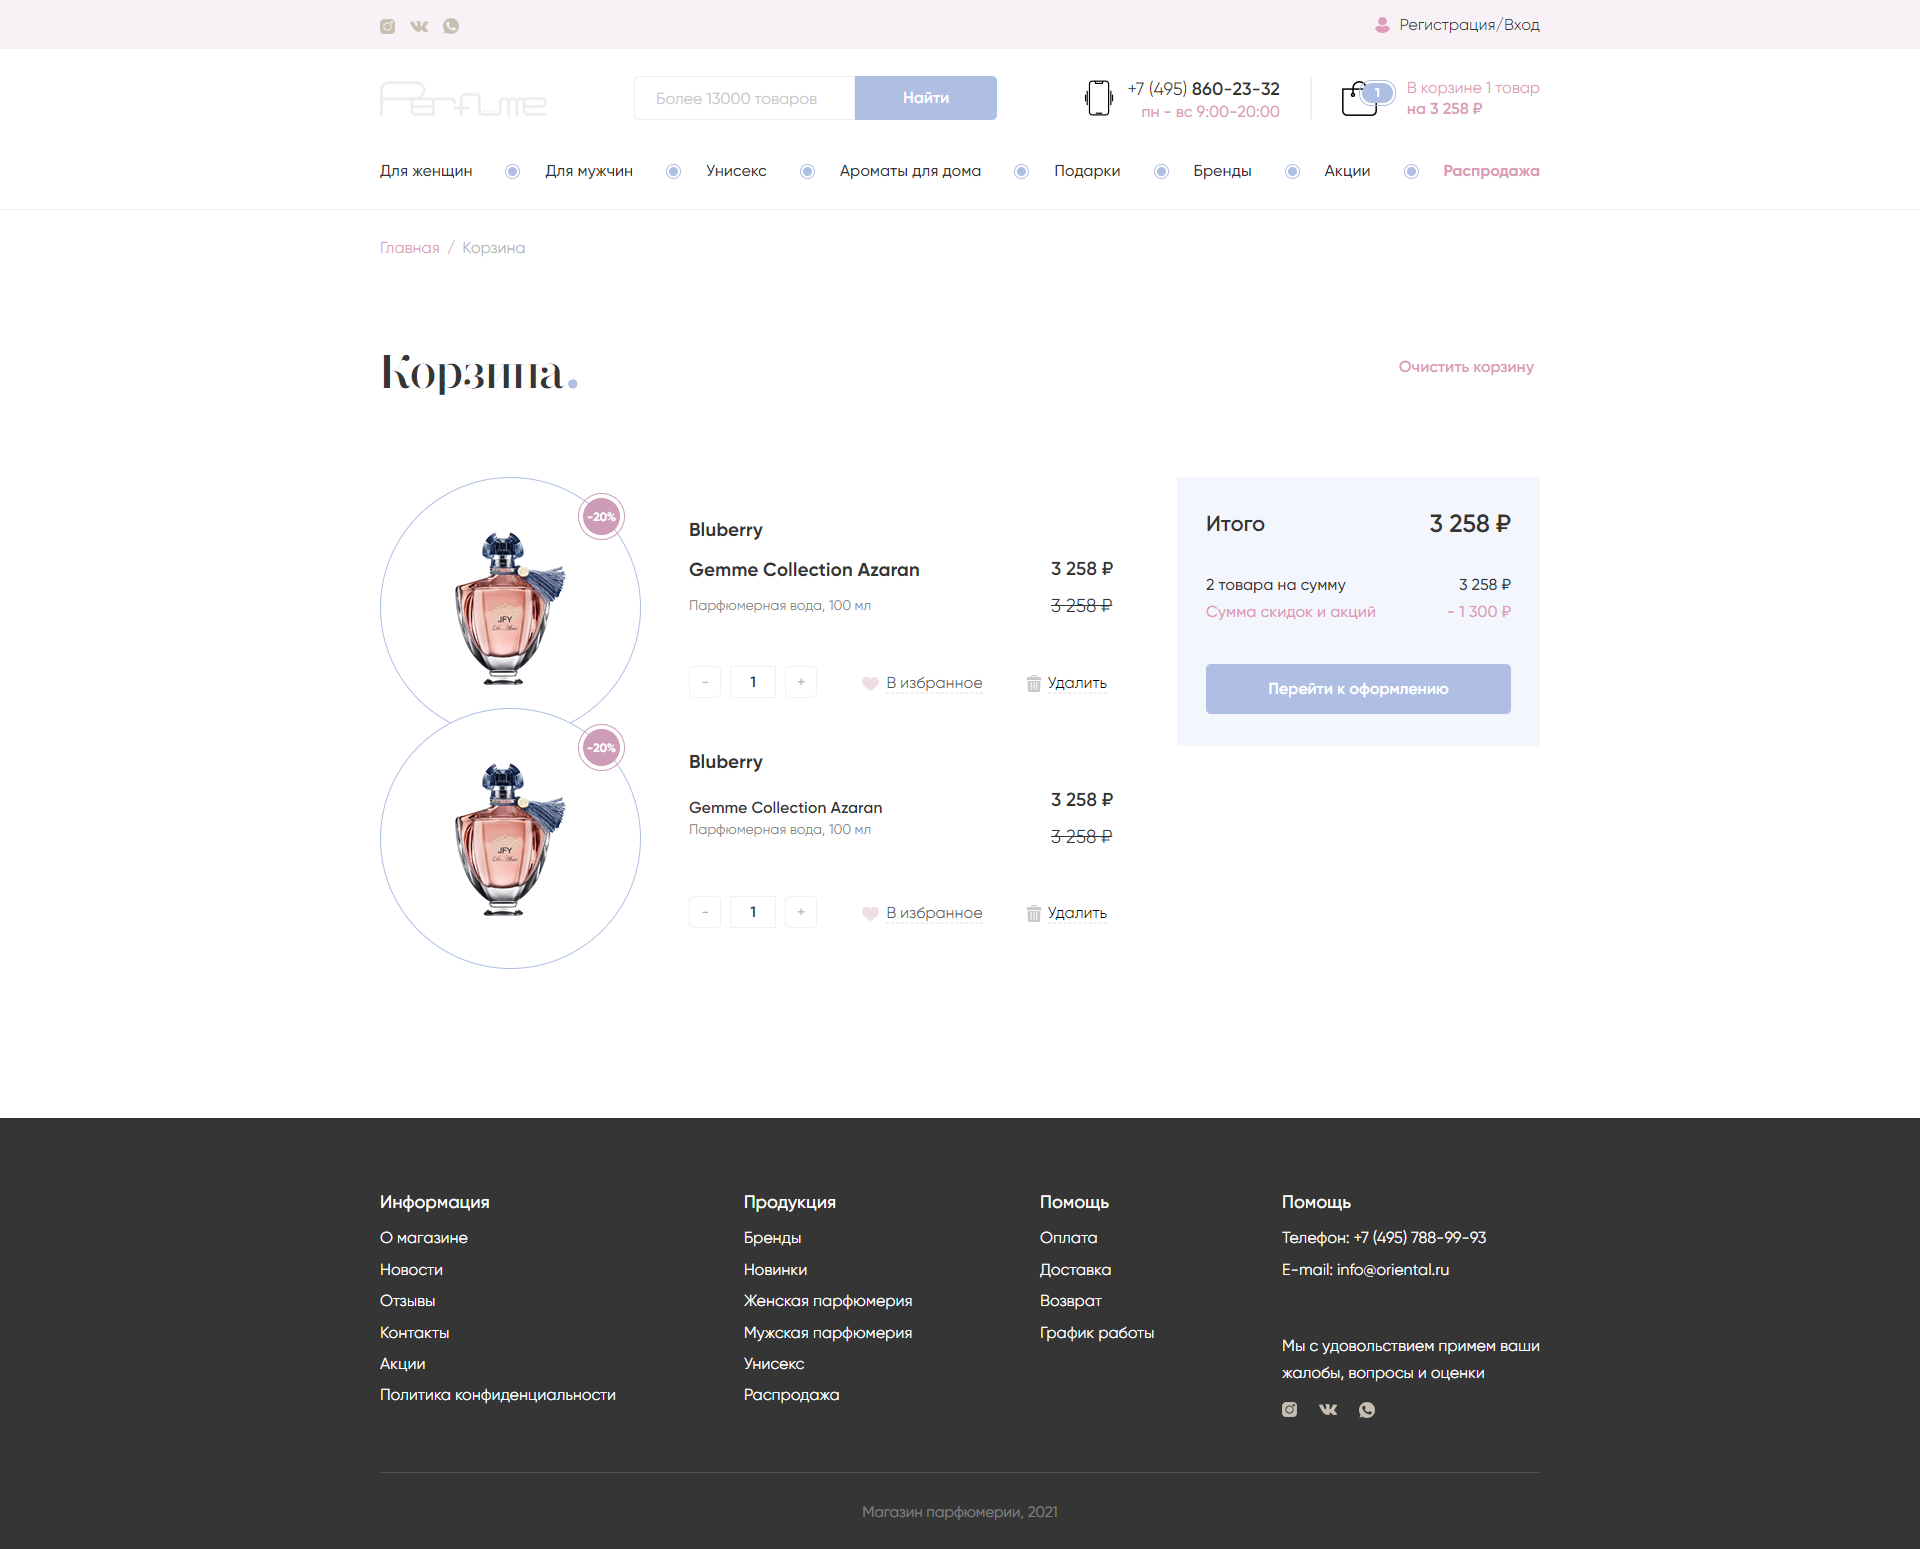 Регистрация/Вход
Perfume
Более 13000 товаров
Найти
+7 (495) 860-23-32
пн - вс 9:00-20:00
1
В корзине 1 товар
на 3 258 ₽
Для женщин
Для мужчин
Унисекс
Ароматы для дома
Подарки
Бренды
Акции
Распродажа
Главная / Корзина
Корзина.
Очистить корзину
-20%
JFY
Bluberry
Gemme Collection Azaran
3 258 ₽
Парфюмерная вода, 100 мл
3 258 ₽
-
1
+
В избранное
Удалить
Итого
3 258 ₽
2 товара на сумму
3 258 ₽
Сумма скидок и акций
- 1 300 ₽
Перейти к оформлению
-20%
JFY
Bluberry
3 258 ₽
Gemme Collection Azaran
Парфюмерная вода, 100 мл
3 258 ₽
-
1
+
В избранное
Удалить
Информация
О магазине
Новости
Отзывы
Контакты
Акции
Политика конфиденциальности
Продукция
Бренды
Новинки
Женская парфюмерия
Мужская парфюмерия
Унисекс
Распродажа
Помощь
Оплата
Доставка
Возврат
График работы
Помощь
Телефон: +7 (495) 788-99-93
E-mail: info@oriental.ru
Мы с удовольствием примем ваши
жалобы, вопросы и оценки
Магазин парфюмерии, 2021